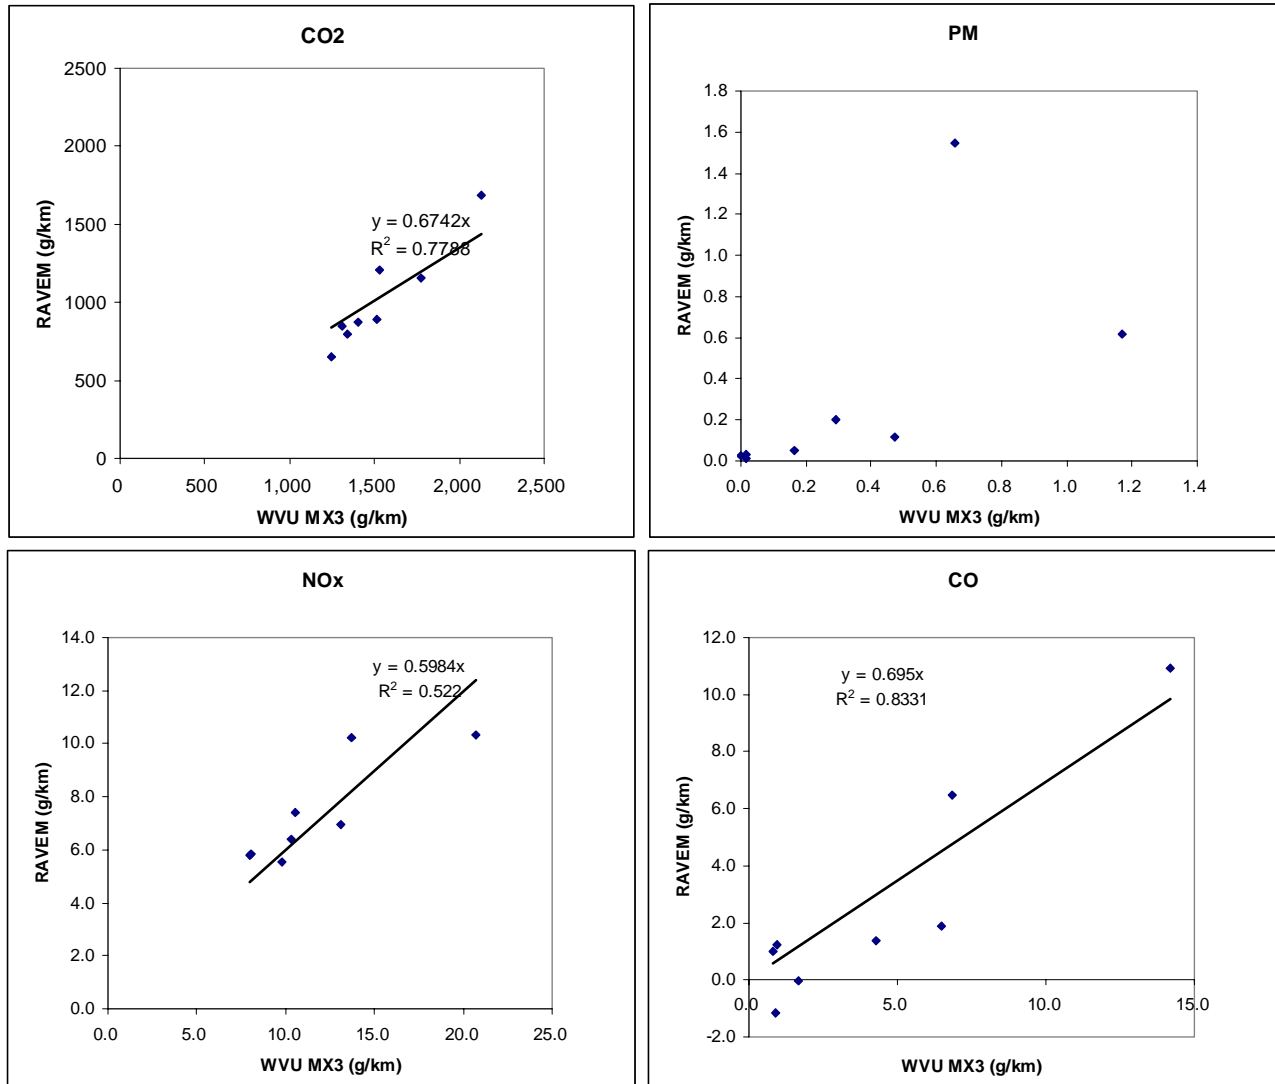 CO2
2500
2000
1500
1000
500
0
RAVEM (g/km)
y = 0.6742x
R² = 0.7788
0 500 1,000 1,500 2,000 2,500
WVU MX3 (g/km)
PM
1.8
1.6
1.4
1.2
1.0
0.8
0.6
0.4
0.2
0.0
RAVEM (g/km)
0.0 0.2 0.4 0.6 0.8 1.0 1.2 1.4
WVU MX3 (g/km)
NOx
14.0
12.0
10.0
8.0
6.0
4.0
2.0
0.0
RAVEM (g/km)
y = 0.5984x
R² = 0.522
0.0 5.0 10.0 15.0 20.0 25.0
WVU MX3 (g/km)
CO
12.0
10.0
8.0
6.0
4.0
2.0
0.0
-2.0
RAVEM (g/km)
y = 0.695x
R² = 0.8331
0.0 5.0 10.0 15.0
WVU MX3 (g/km)